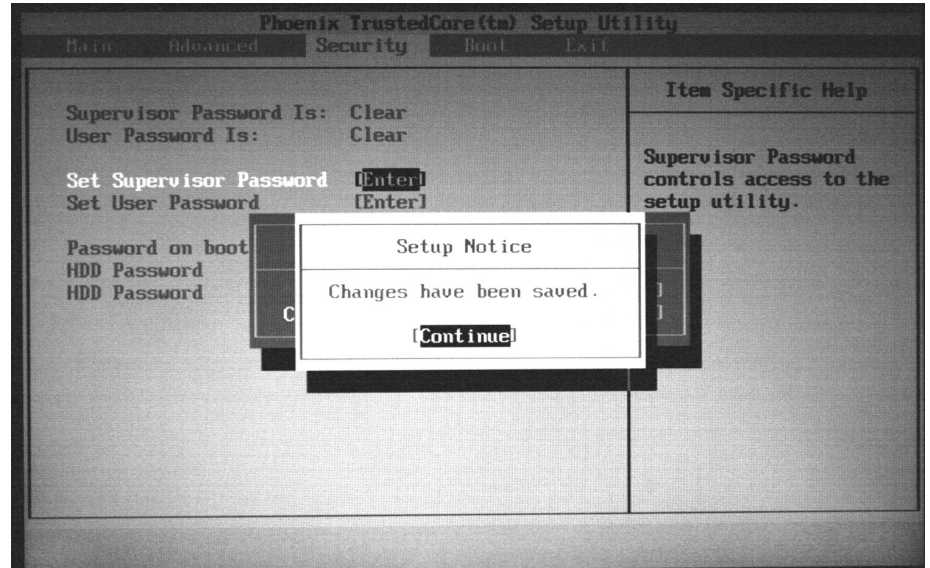 Phoenix TrustedCore(tm) Setup Utility
Main Advanced Security Boot Exit
Supervisor Password Is: Clear
User Password Is: Clear
Set Supervisor Password [Enter]
Set User Password [Enter]
Password on boot
HDD Password
HDD Password
C
]
]
Setup Notice
Changes have been saved.
[Continue]
Item Specific Help
Supervisor Password
controls access to the
setup utility.